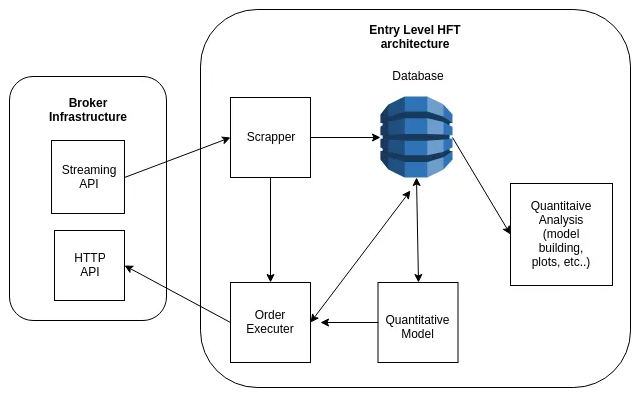 Entry Level HFT
architecture
Database
Broker
Infrastructure
Streaming
API
HTTP
API
Scrapper
Order
Executer
Quantitative
Model
Quantitaive
Analysis
(model
building,
plots, etc..)